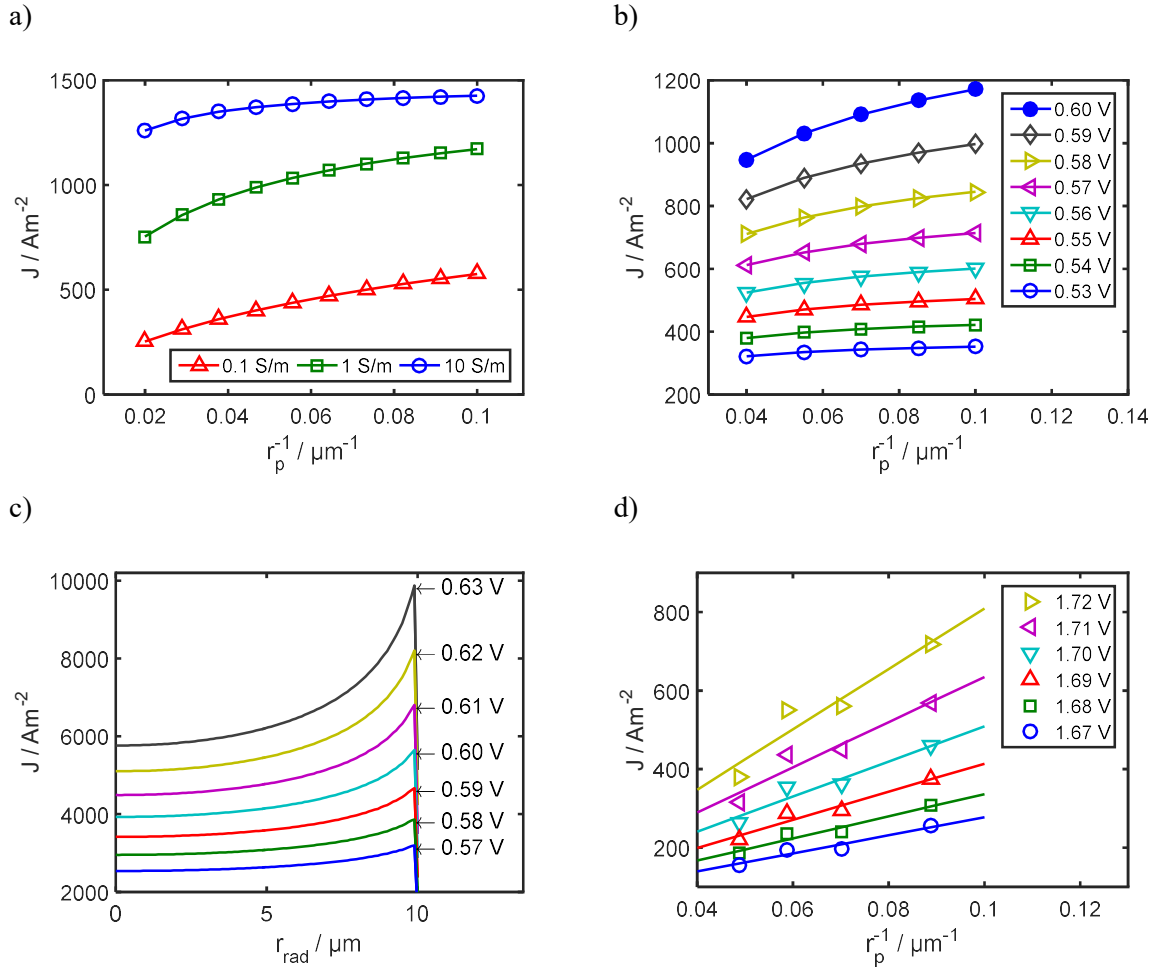 a)
1500
1000
500
0
J / Am⁻²
0.02
0.04
0.06
0.08
0.1
r_p⁻¹ / µm⁻¹
0.1 S/m
1 S/m
10 S/m
b)
1200
1000
800
600
400
200
J / Am⁻²
0.04
0.06
0.08
0.1
0.12
0.14
r_p⁻¹ / µm⁻¹
0.60 V
0.59 V
0.58 V
0.57 V
0.56 V
0.55 V
0.54 V
0.53 V
c)
10000
8000
6000
4000
2000
J / Am⁻²
0
5
10
r_rad / µm
0.63 V
0.62 V
0.61 V
0.60 V
0.59 V
0.58 V
0.57 V
d)
800
600
400
200
J / Am⁻²
0.04
0.06
0.08
0.1
0.12
r_p⁻¹ / µm⁻¹
1.72 V
1.71 V
1.70 V
1.69 V
1.68 V
1.67 V